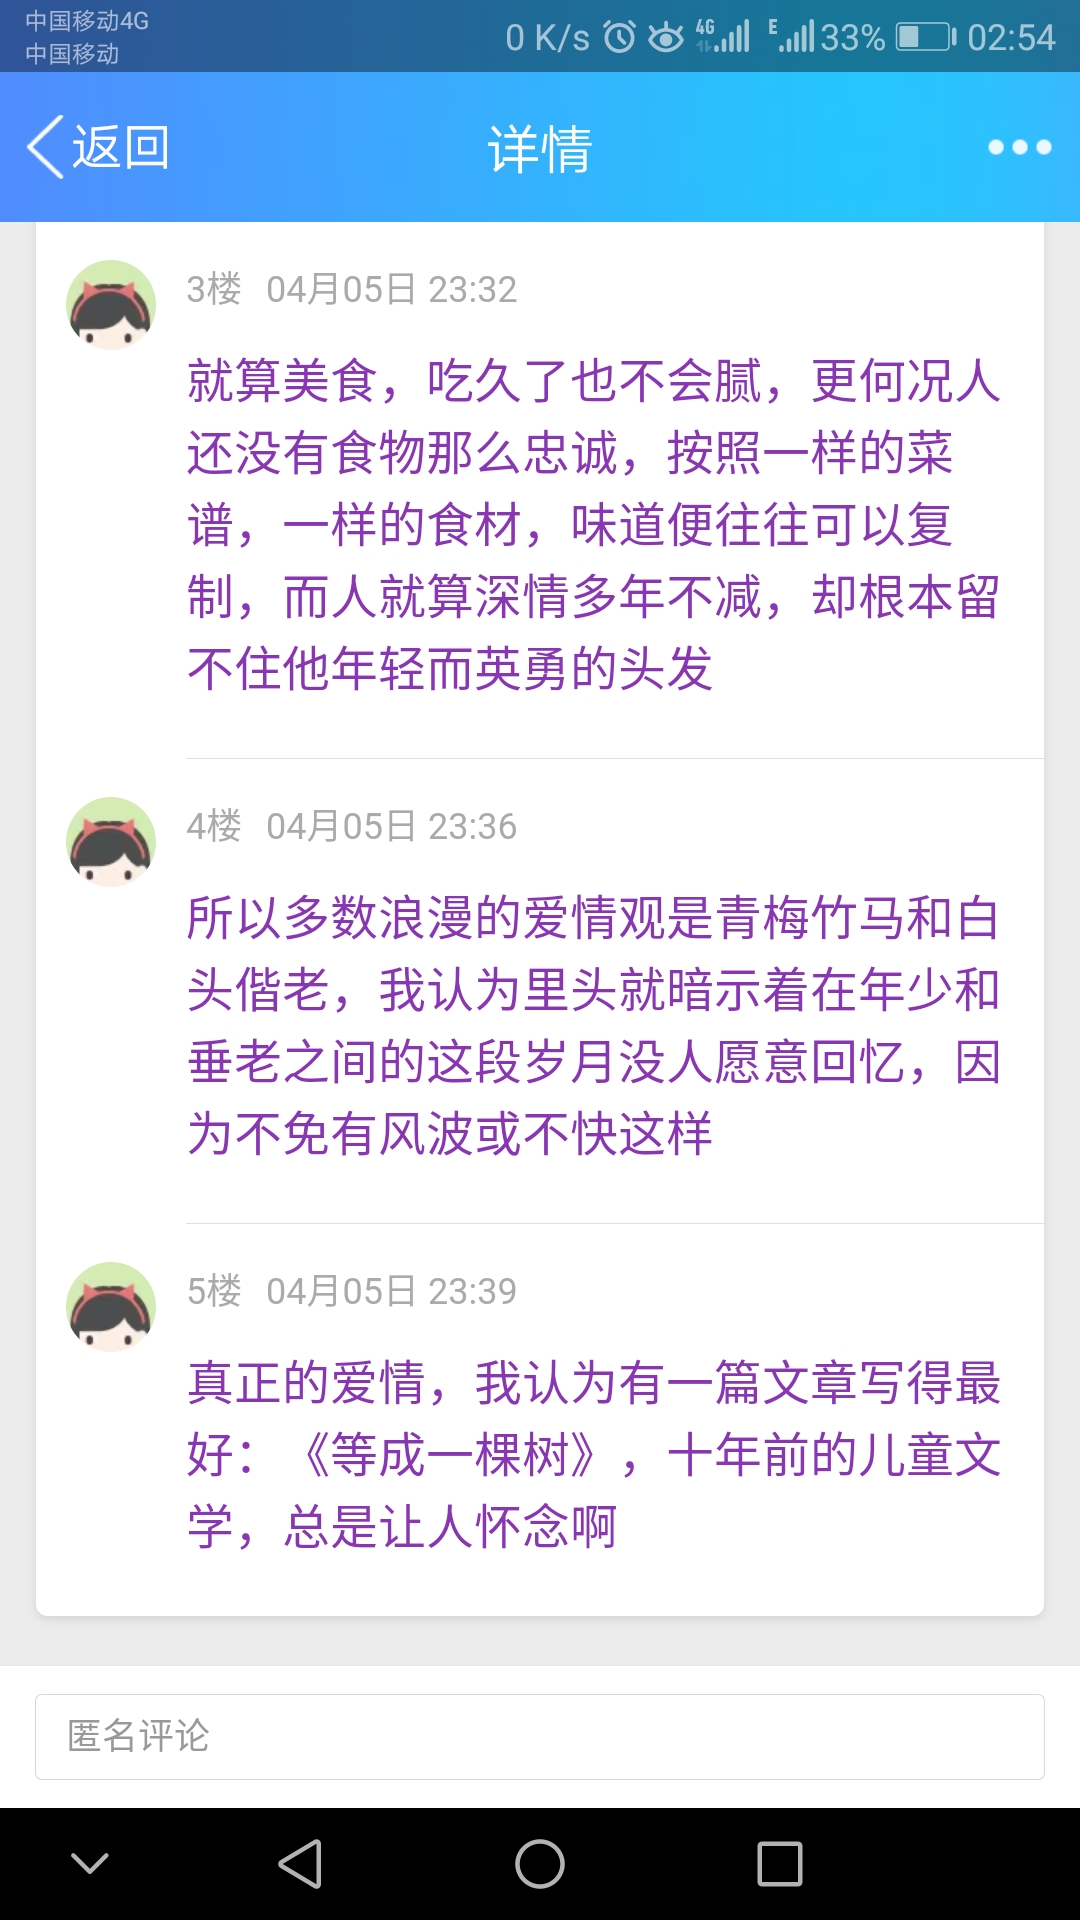 中国移动4G
中国移动
0 K/s 4G E 33% 02:54
返回 详情
3楼 04月05日 23:32
就算美食，吃久了也不会腻，更何况人
还没有食物那么忠诚，按照一样的菜
谱，一样的食材，味道便往往可以复
制，而人就算深情多年不减，却根本留
不住他年轻而英勇的头发
4楼 04月05日 23:36
所以多数浪漫的爱情观是青梅竹马和白
头偕老，我认为里头就暗示着在年少和
垂老之间的这段岁月没人愿意回忆，因
为不免有风波或不快这样
5楼 04月05日 23:39
真正的爱情，我认为有一篇文章写得最
好：《等成一棵树》，十年前的儿童文
学，总是让人怀念啊
匿名评论